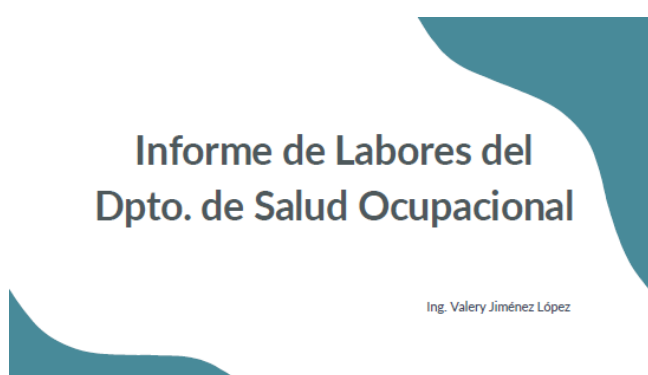 Informe de Labores del
Dpto. de Salud Ocupacional
Ing. Valery Jiménez López